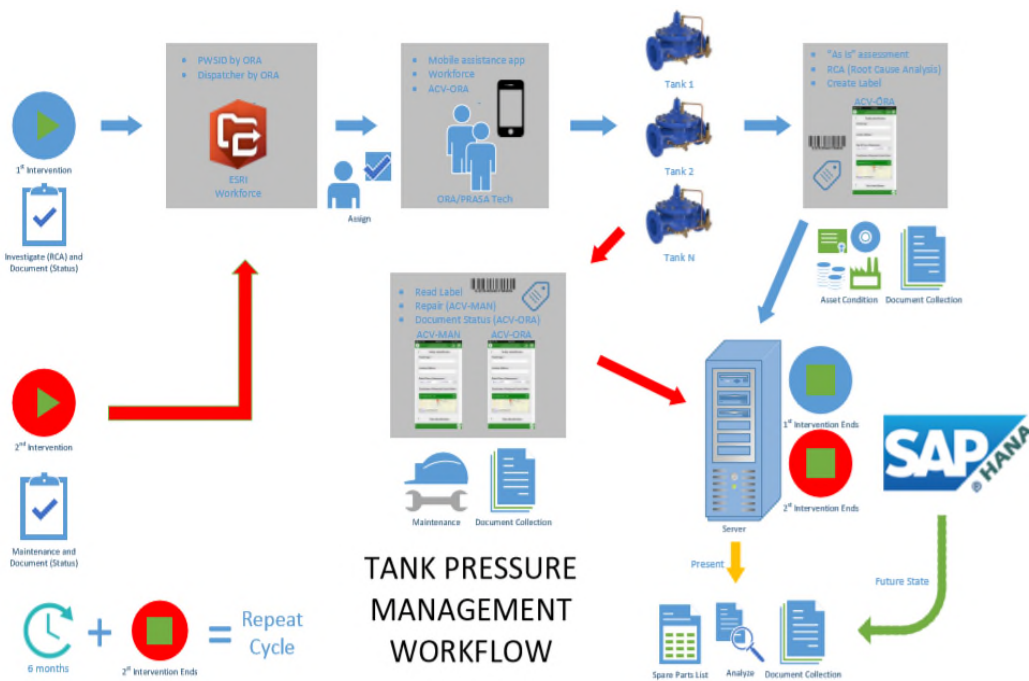 PWSID by ORA
Dispatcher by ORA
ESRI
Workforce
1st Intervention
Investigate (RCA) and
Document (Status)
Assign
Mobile assistance app
Workforce
ACV-ORA
ORA/PRASA Tech
Tank 1
Tank 2
Tank N
"As Is" assessment
RCA (Root Cause Analysis)
Create Label
ACV-ORA
Asset Condition
Document Collection
Read Label
Repair (ACV-MAN)
Document Status (ACV-ORA)
ACV-MAN
ACV-ORA
Maintenance
Document Collection
2nd Intervention
Maintenance and
Document (Status)
1st Intervention Ends
2nd Intervention Ends
Server
SAP
® HANA
Present
Future State
Spare Parts List
Analyze
Document Collection
TANK PRESSURE
MANAGEMENT
WORKFLOW
6 months
+
2st Intervention Ends
=
Repeat
Cycle